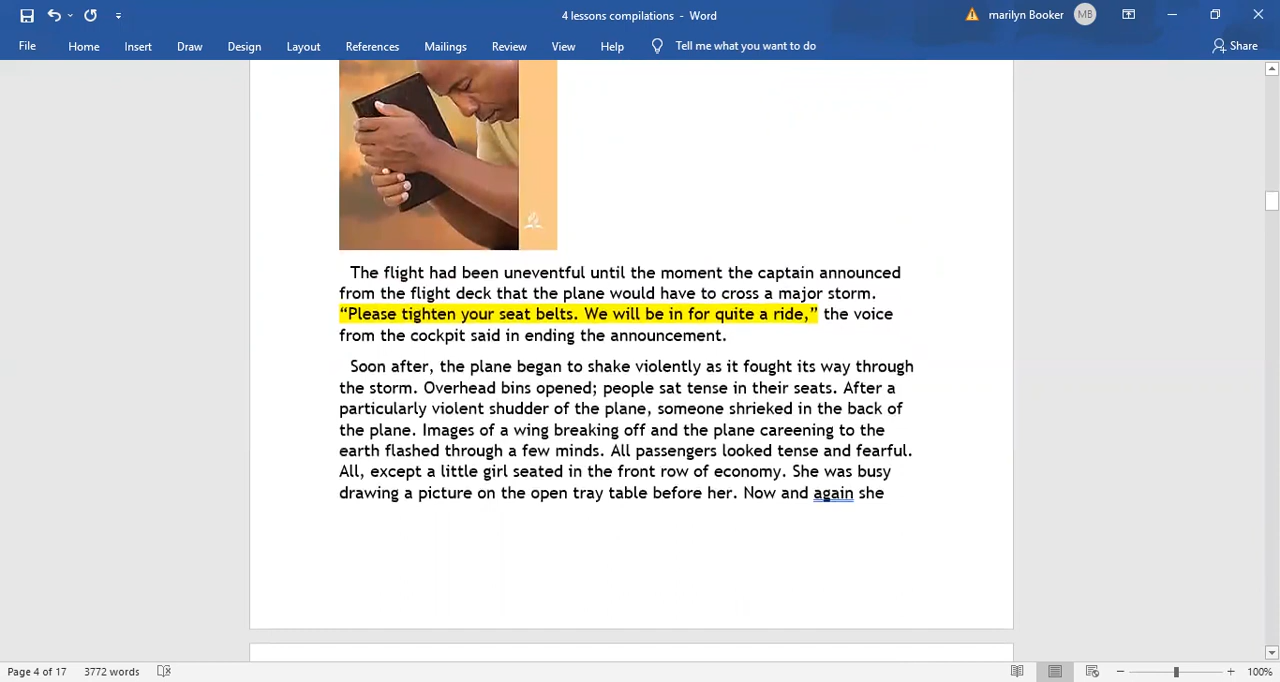 4 lessons compilations - Word
marilyn Booker
MB
File
Home
Insert
Draw
Design
Layout
References
Mailings
Review
View
Help
Tell me what you want to do
Share
The flight had been uneventful until the moment the captain announced
from the flight deck that the plane would have to cross a major storm.
“Please tighten your seat belts. We will be in for quite a ride,” the voice
from the cockpit said in ending the announcement.
Soon after, the plane began to shake violently as it fought its way through
the storm. Overhead bins opened; people sat tense in their seats. After a
particularly violent shudder of the plane, someone shrieked in the back of
the plane. Images of a wing breaking off and the plane careening to the
earth flashed through a few minds. All passengers looked tense and fearful.
All, except a little girl seated in the front row of economy. She was busy
drawing a picture on the open tray table before her. Now and again she
Page 4 of 17
3772 words
100%